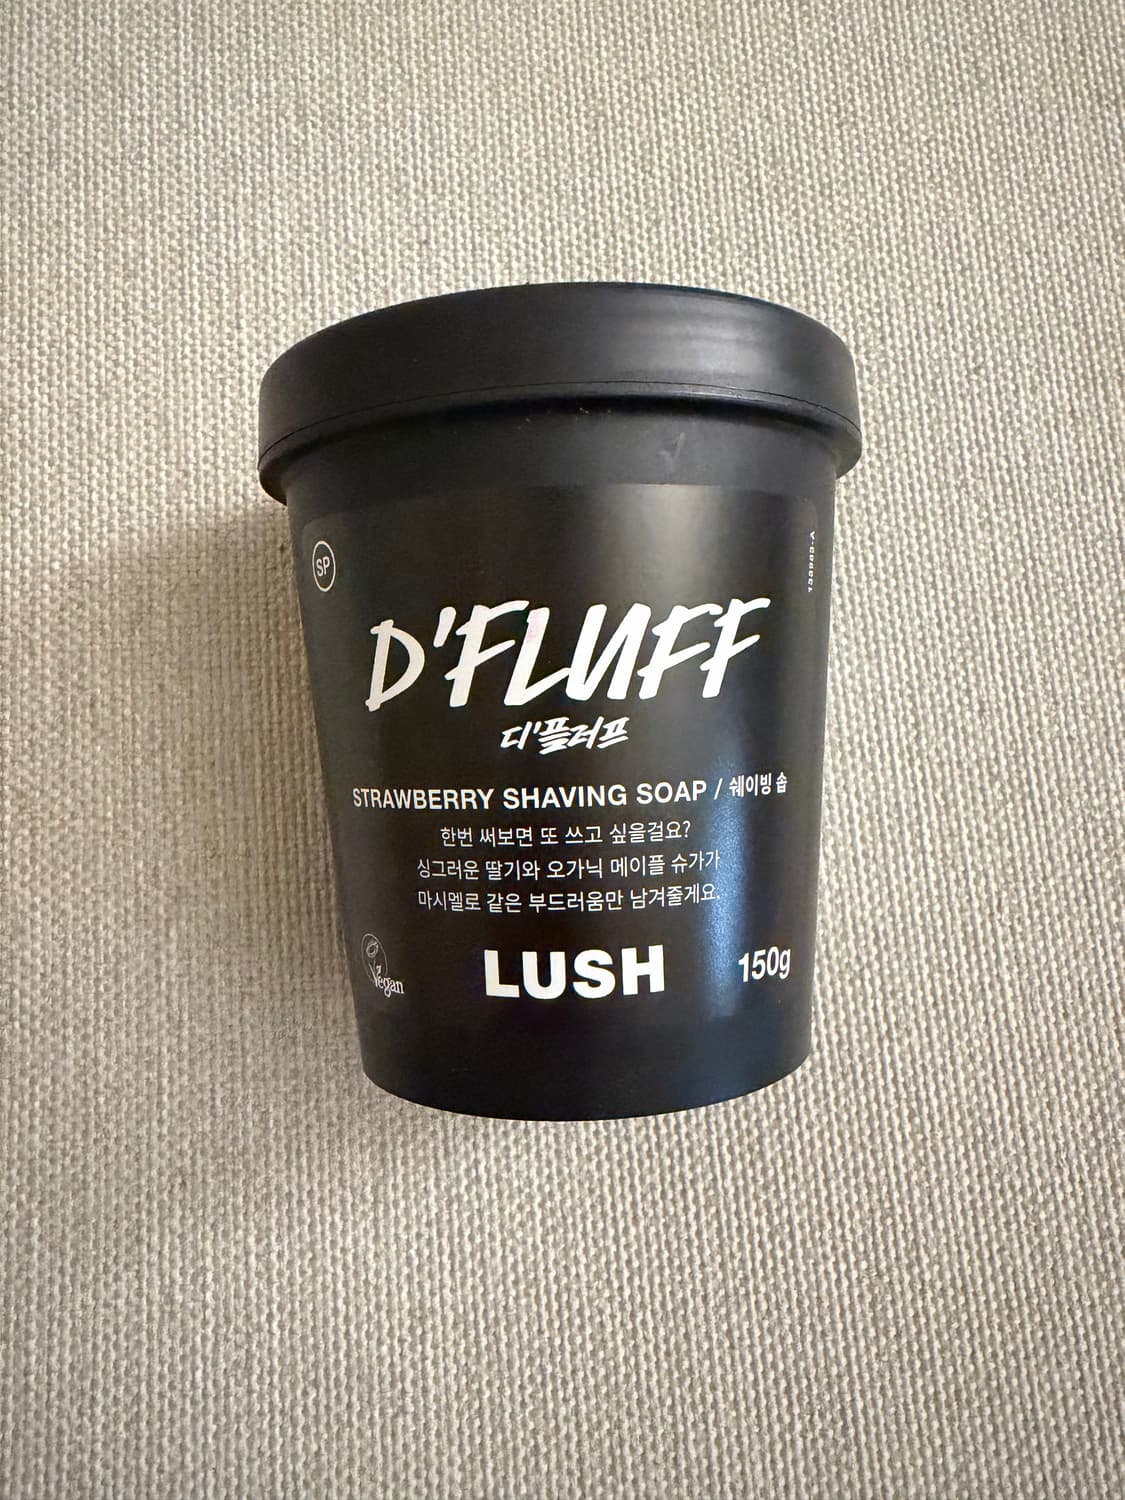 SP
D'FLUFF
디'플러프
STRAWBERRY SHAVING SOAP / 쉐이빙 솝
한번 써보면 또 쓰고 싶을걸요?
싱그러운 딸기와 오가닉 메이플 슈가가
마시멜로 같은 부드러움만 남겨줄게요.
Vegan
LUSH
150g